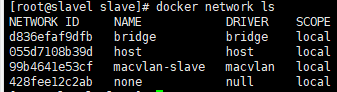 [root@slavel slave]# docker network ls
NETWORK ID NAME DRIVER SCOPE
d836efaf9dfb bridge bridge local
055d7108b39d host host local
99b4641e53cf macvlan-slave macvlan local
428fee12c2ab none null local